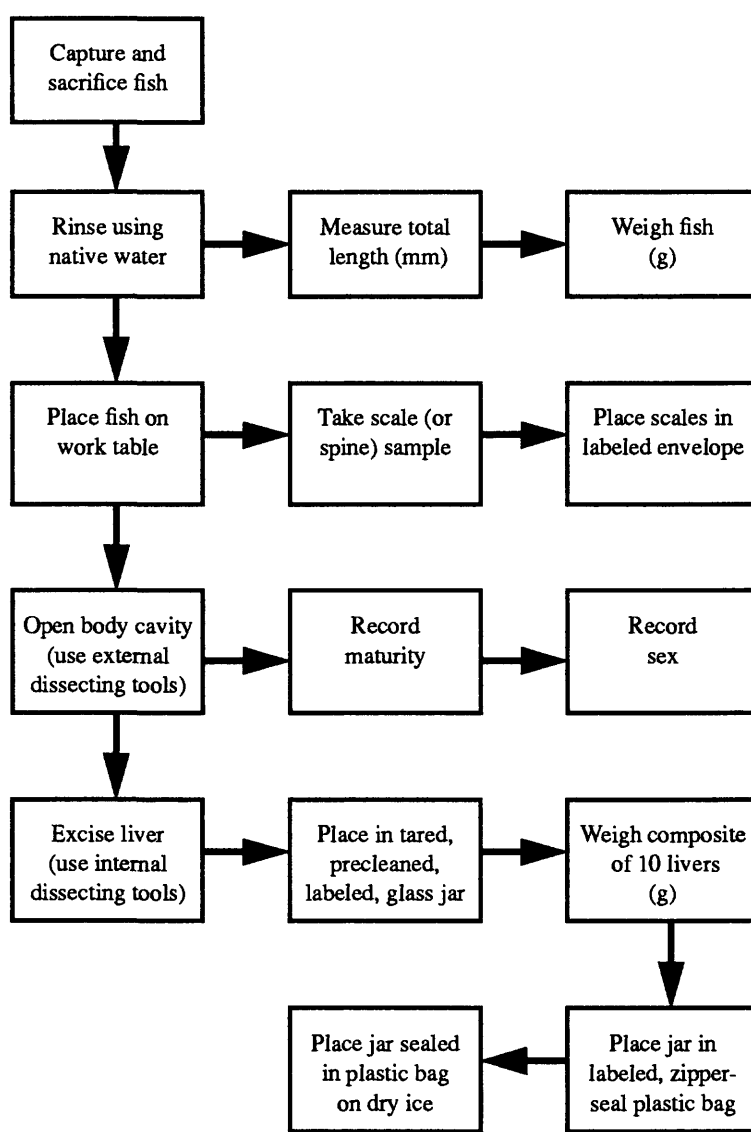 Capture and
sacrifice fish
Rinse using
native water
Measure total
length (mm)
Weigh fish
(g)
Place fish on
work table
Take scale (or
spine) sample
Place scales in
labeled envelope
Open body cavity
(use external
dissecting tools)
Record
maturity
Record
sex
Excise liver
(use internal
dissecting tools)
Place in tared,
precleaned,
labeled, glass jar
Weigh composite
of 10 livers
(g)
Place jar sealed
in plastic bag
on dry ice
Place jar in
labeled, zipper-
seal plastic bag